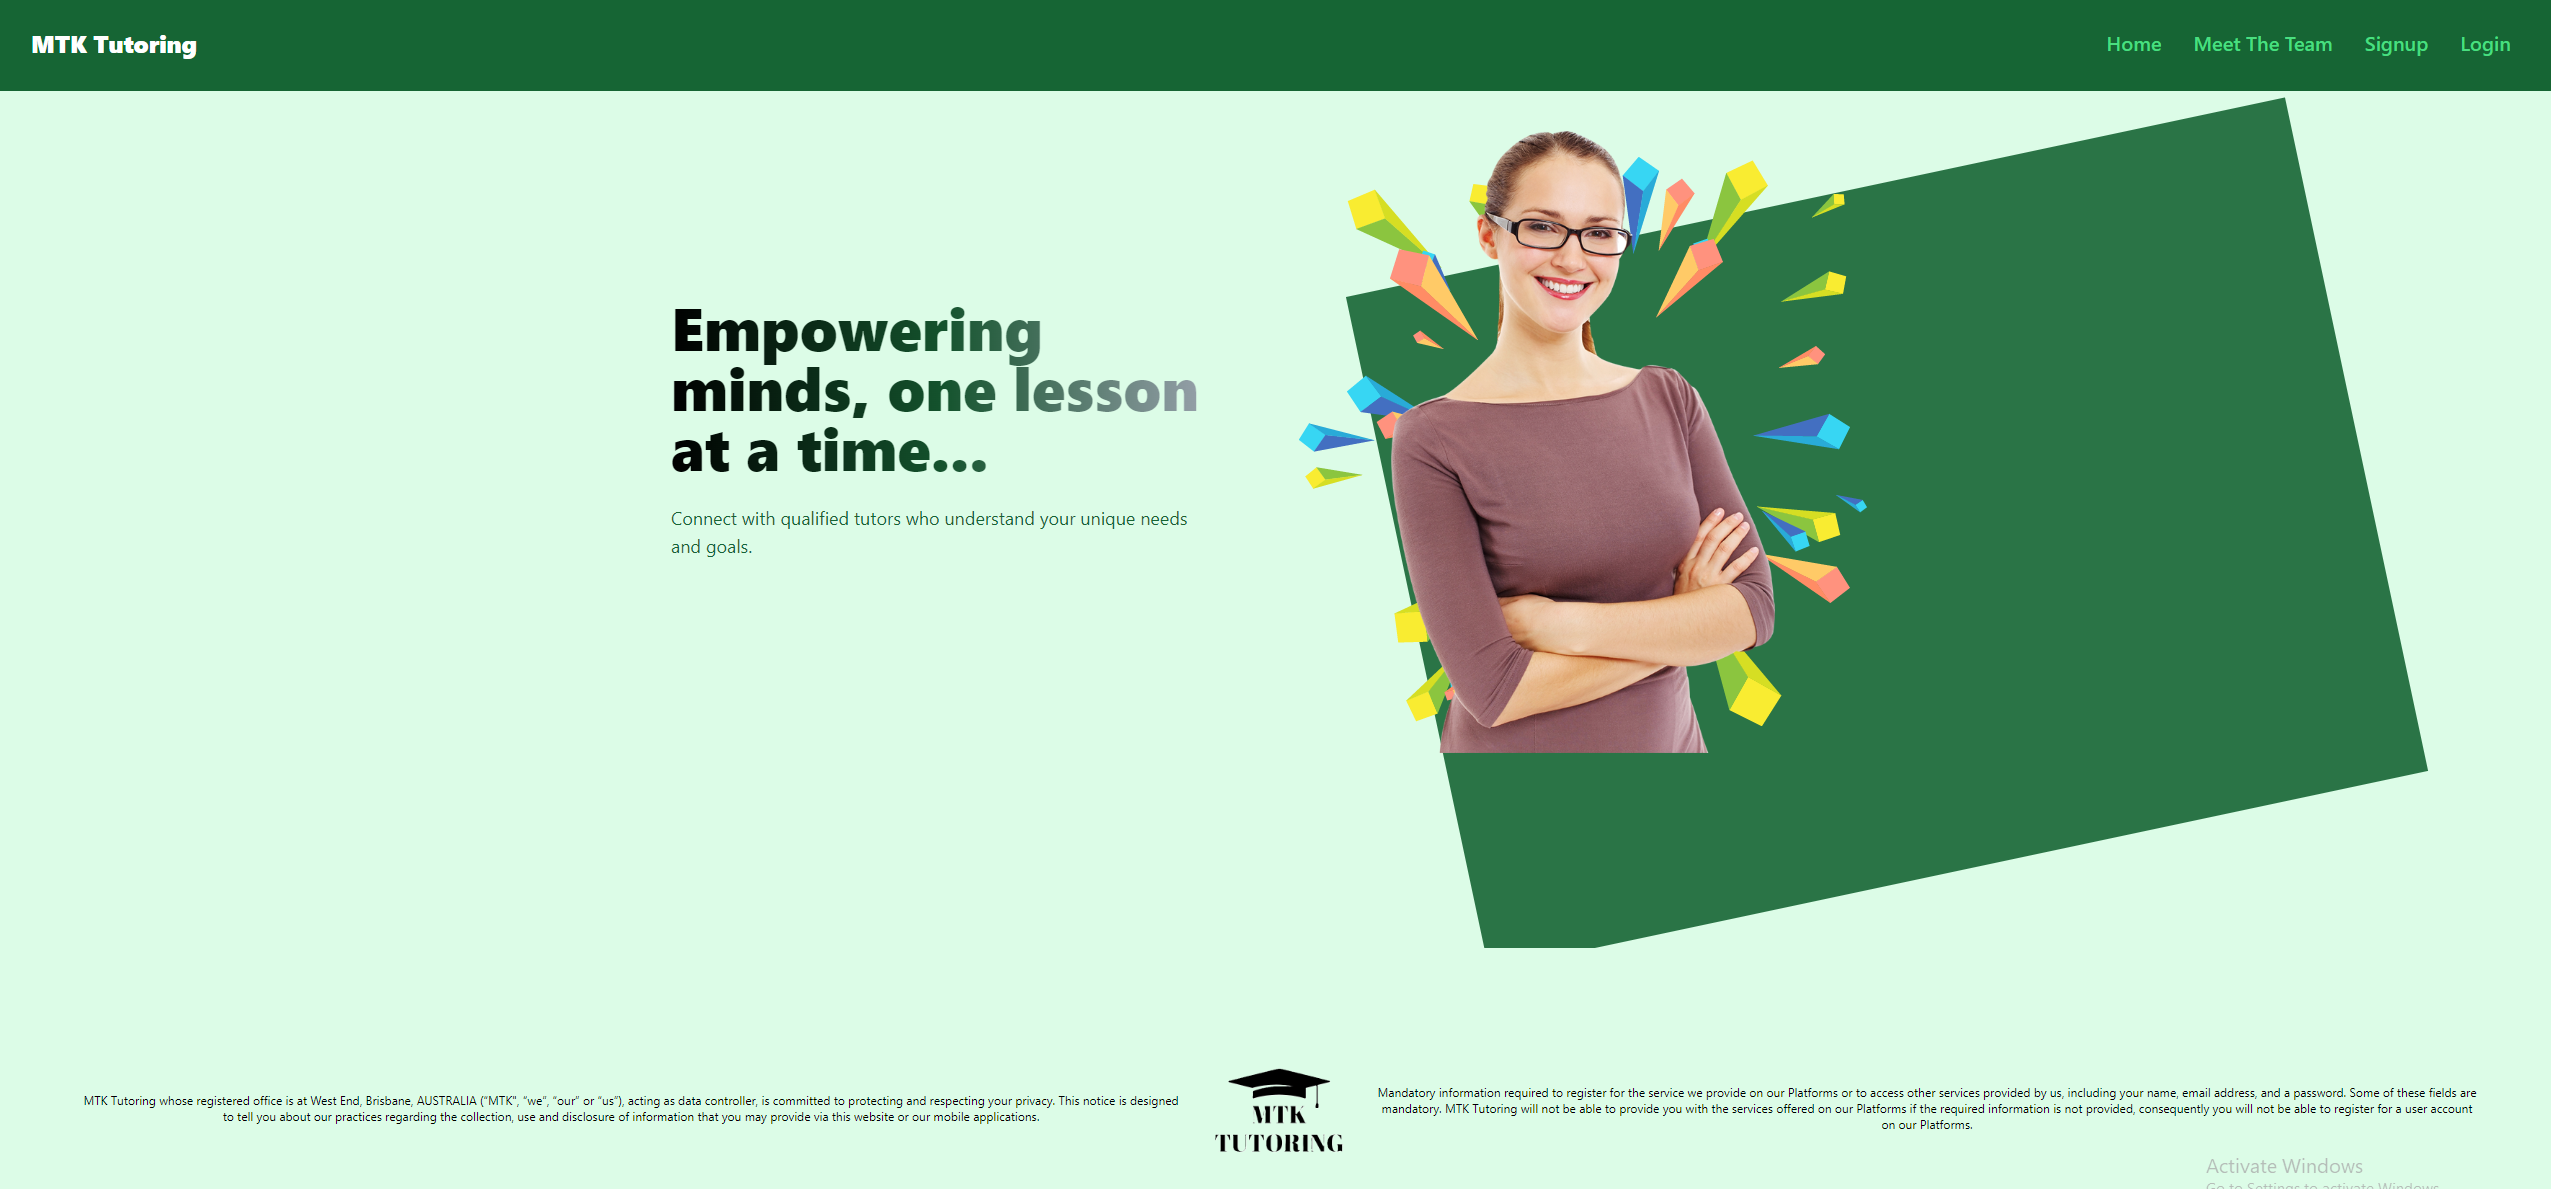 MTK Tutoring
Home Meet The Team Signup Login
Empowering
minds, one lesson
at a time...
Connect with qualified tutors who understand your unique needs
and goals.
MTK Tutoring whose registered office is at West End, Brisbane, AUSTRALIA (“MTK", “we”, “our” or “us”), acting as data controller, is committed to protecting and respecting your privacy. This notice is designed
to tell you about our practices regarding the collection, use and disclosure of information that you may provide via this website or our mobile applications.
MTK
TUTORING
Mandatory information required to register for the service we provide on our Platforms or to access other services provided by us, including your name, email address, and a password. Some of these fields are
mandatory. MTK Tutoring will not be able to provide you with the services offered on our Platforms if the required information is not provided, consequently you will not be able to register for a user account
on our Platforms.
Activate Windows
Go to Settings to activate Windows.